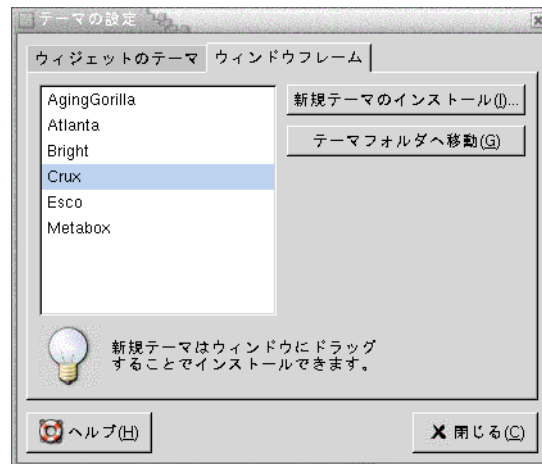 テーマの設定
ウィジェットのテーマ ウィンドウフレーム
AgingGorilla
Atlanta
Bright
Crux
Esco
Metabox
新規テーマのインストール(I)...
テーマフォルダへ移動(G)
新規テーマはウィンドウにドラッグ
することでインストールできます。
ヘルプ(H)
閉じる(C)